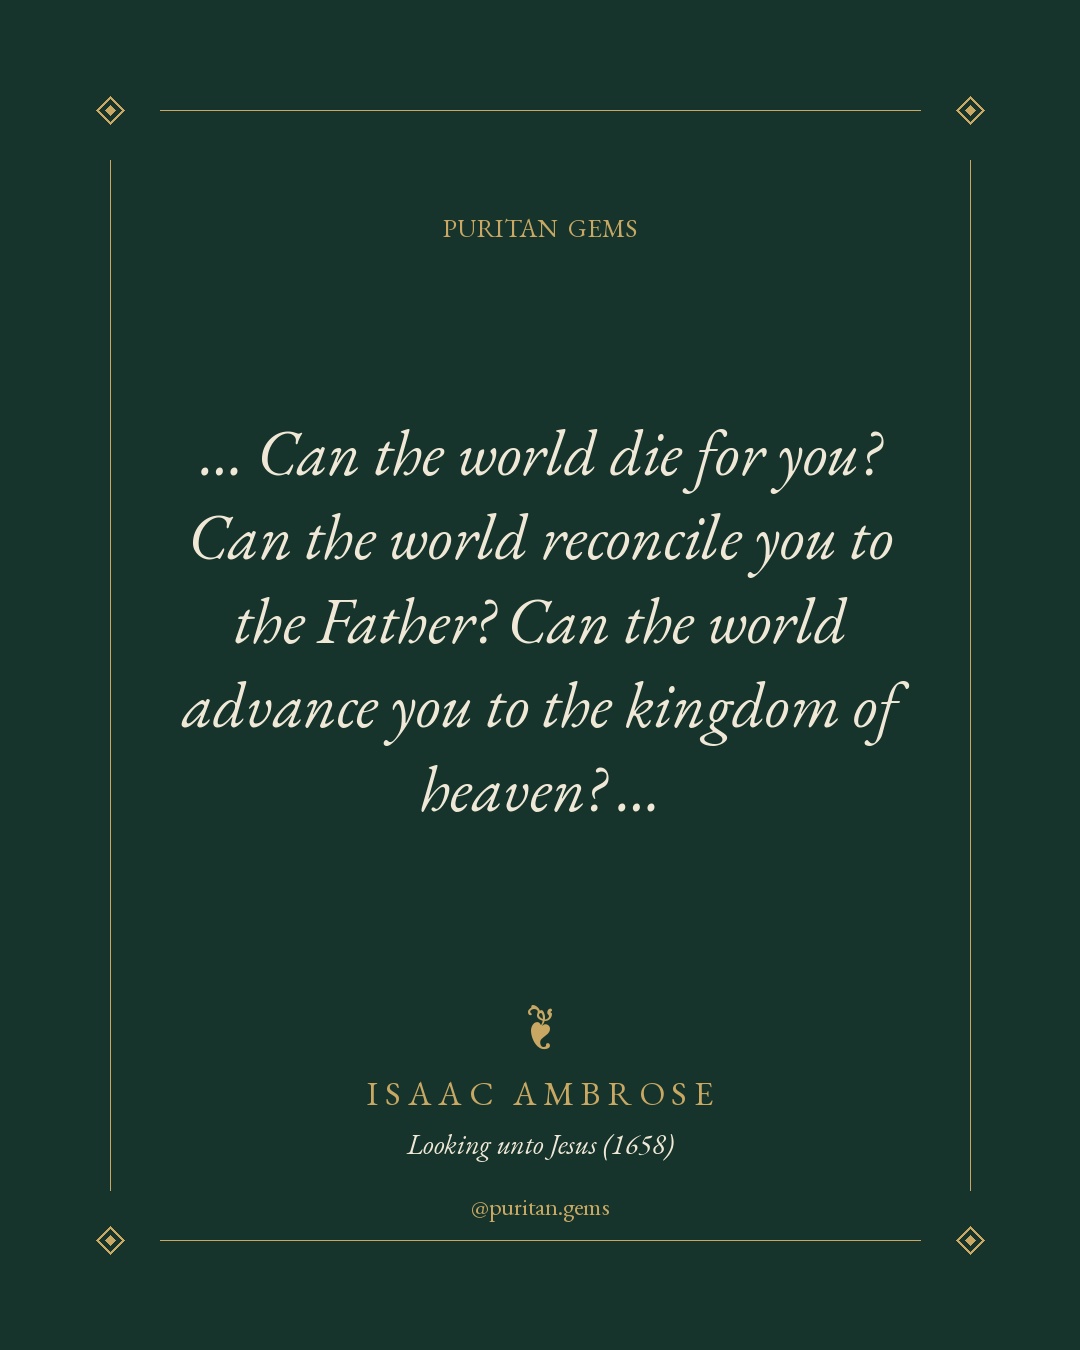 PURITAN GEMS
... Can the world die for you?
Can the world reconcile you to
the Father? Can the world
advance you to the kingdom of
heaven? ...
ISAAC AMBROSE
Looking unto Jesus (1658)
@puritan.gems